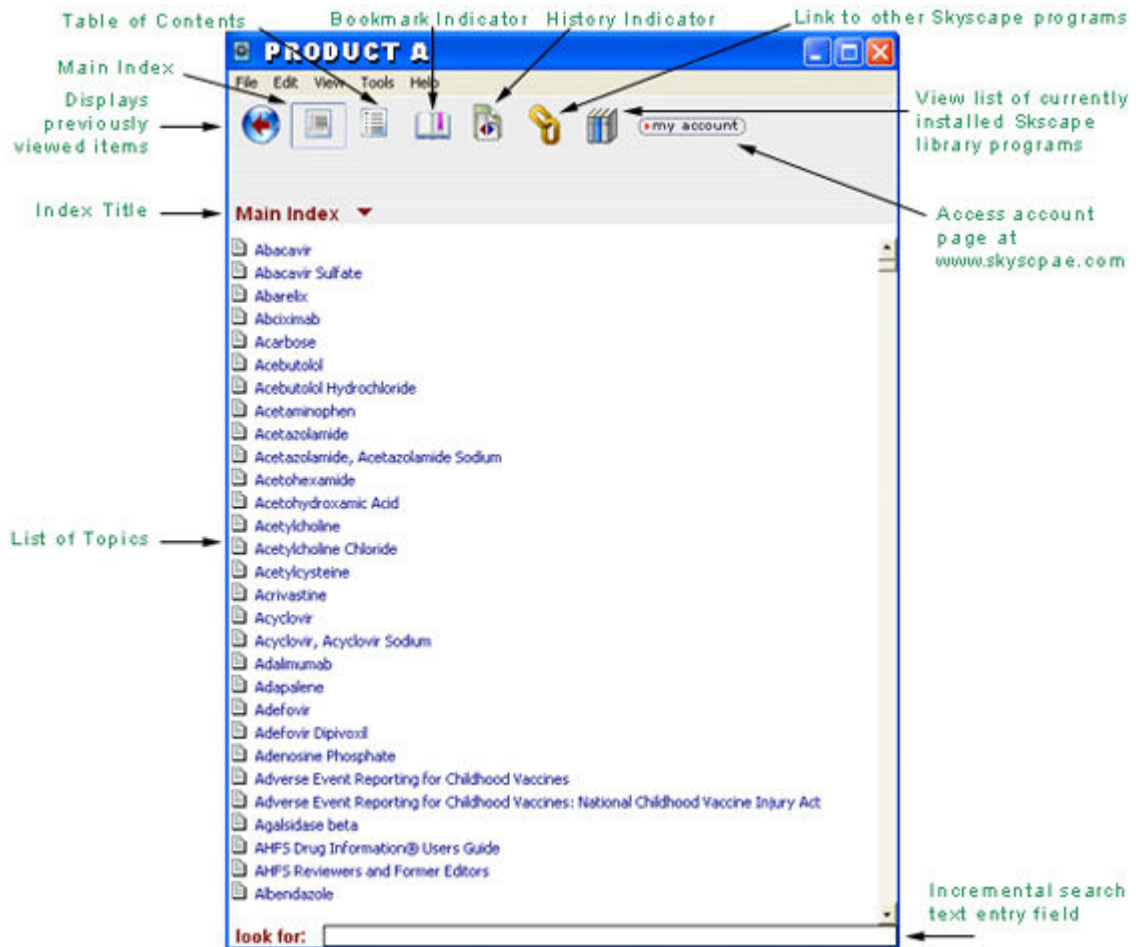 Table of Contents
Bookmark Indicator
History Indicator
Link to other Skyscape programs
PRODUCT A
Main Index
File Edit View Tools Help
Displays
previously
viewed items
View list of currently
installed Skscape
library programs
my account
Index Title
Main Index
Access account
page at
www.skyscpae.com
Abacavir
Abacavir Sulfate
Abarelix
Abciximab
Acarbose
Acebutolol
Acebutolol Hydrochloride
Acetaminophen
Acetazolamide
Acetazolamide, Acetazolamide Sodium
Acetohexamide
Acetohydroxamic Acid
Acetylcholine
List of Topics
Acetylcholine Chloride
Acetylcysteine
Acrivastine
Acyclovir
Acyclovir, Acyclovir Sodium
Adalimumab
Adapalene
Adefovir
Adefovir Dipivoxil
Adenosine Phosphate
Adverse Event Reporting for Childhood Vaccines
Adverse Event Reporting for Childhood Vaccines: National Childhood Vaccine Injury Act
Agalsidase beta
AHFS Drug Information® Users Guide
AHFS Reviewers and Former Editors
Albendazole
Incremental search
text entry field
look for: